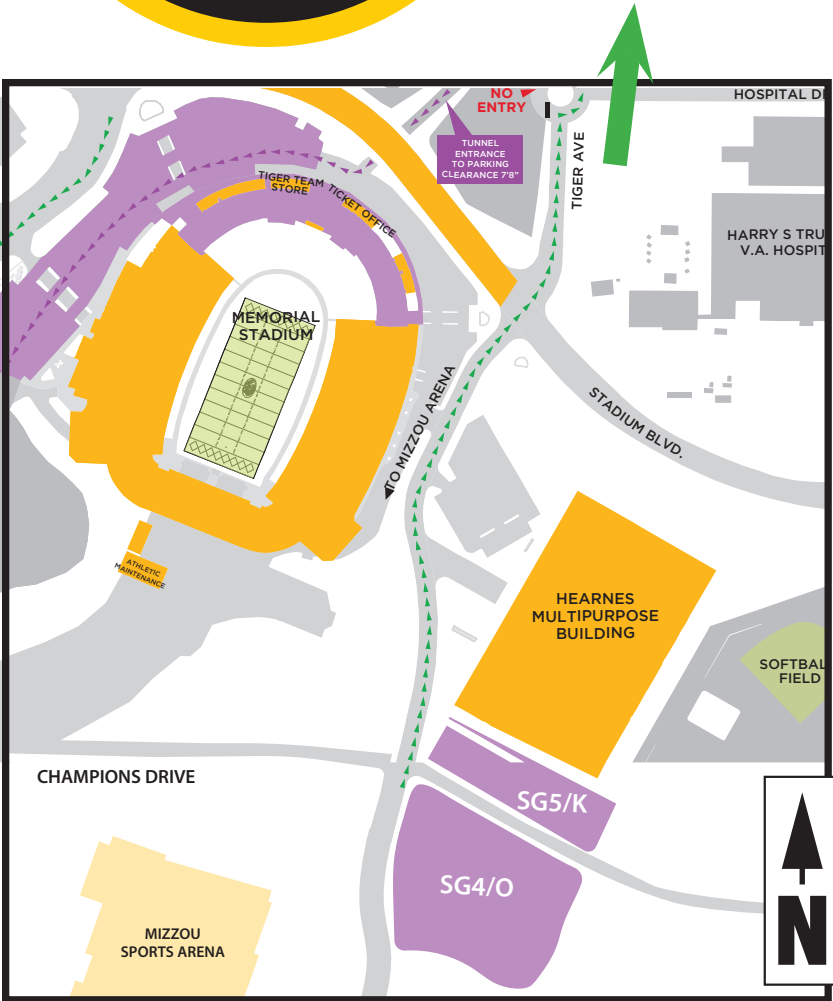 NO
ENTRY
HOSPITAL DI
TUNNEL
ENTRANCE
TO PARKING
CLEARANCE 7'8"
TIGER AVE
TIGER TEAM
STORE
TICKET OFFICE
HARRY S TRU
V.A. HOSPIT
MEMORIAL
STADIUM
TO MIZZOU ARENA
STADIUM BLVD.
ATHLETIC
MAINTENANCE
HEARNES
MULTIPURPOSE
BUILDING
SOFTBAL
FIELD
CHAMPIONS DRIVE
SG5/K
SG4/O
MIZZOU
SPORTS ARENA
N